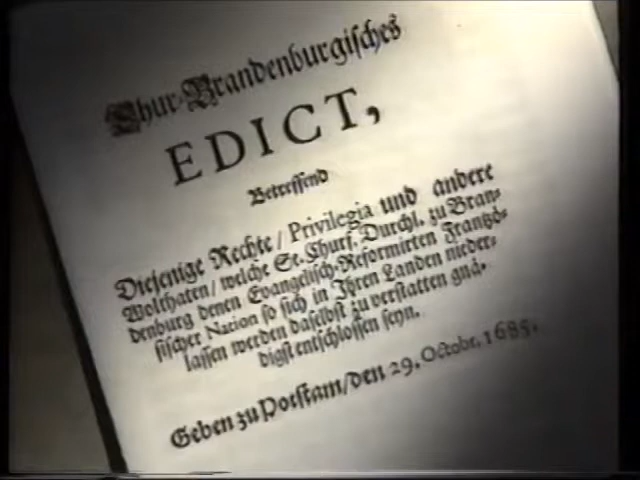 Chur-Brandenburgisches
EDICT,
Betreffend
Diejenige Rechte / Privilegia und andere
Wolthaten / welche Se. Churf. Durchl. zu Bran-
denburg denen Evangelisch-Reformirten Frantzö-
sischer Nation so sich in Ihren Landen nieder-
lassen werden daselbst zu verstatten gnä-
digst entschlossen seyn.
Geben zu Potstam / den 29. Octobr. 1685.